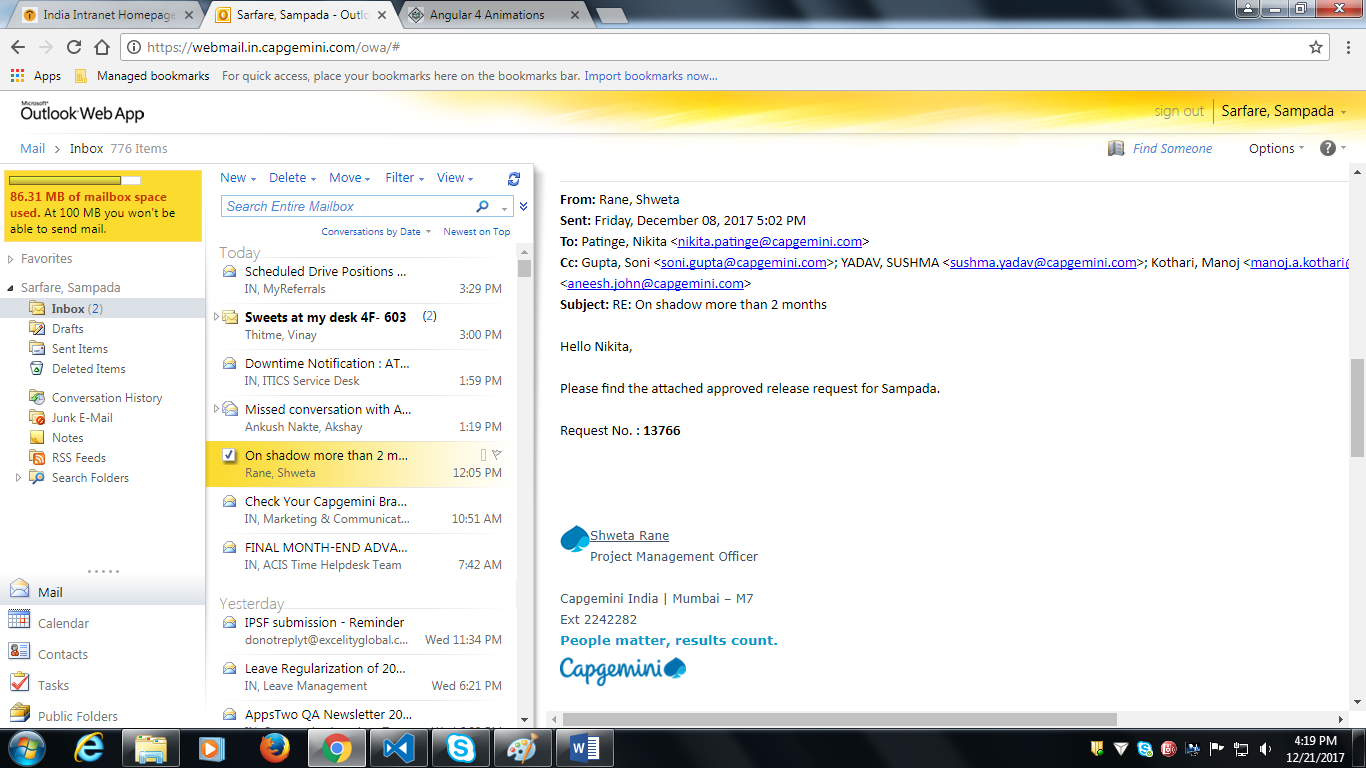 India Intranet Homepage
Sarfare, Sampada - Outlo
Angular 4 Animations
https://webmail.in.capgemini.com/owa/#
Apps
Managed bookmarks
For quick access, place your bookmarks here on the bookmarks bar. Import bookmarks now...
Microsoft®
Outlook Web App
sign out
Sarfare, Sampada
Mail > Inbox 776 Items
Find Someone
Options
86.31 MB of mailbox space
used. At 100 MB you won't be
able to send mail.
Favorites
Sarfare, Sampada
Inbox (2)
Drafts
Sent Items
Deleted Items
Conversation History
Junk E-Mail
Notes
RSS Feeds
Search Folders
Mail
Calendar
Contacts
Tasks
Public Folders
New Delete Move Filter View
Search Entire Mailbox
Conversations by Date Newest on Top
Today
Scheduled Drive Positions ...
IN, MyReferrals 3:29 PM
Sweets at my desk 4F- 603 (2)
Thitme, Vinay 3:00 PM
Downtime Notification : AT...
IN, ITICS Service Desk 1:59 PM
Missed conversation with A...
Ankush Nakte, Akshay 1:19 PM
On shadow more than 2 m...
Rane, Shweta 12:05 PM
Check Your Capgemini Bra...
IN, Marketing & Communicat... 10:51 AM
FINAL MONTH-END ADVA...
IN, ACIS Time Helpdesk Team 7:42 AM
Yesterday
IPSF submission - Reminder
donotreplyt@excelityglobal.c... Wed 11:34 PM
Leave Regularization of 20...
IN, Leave Management Wed 6:21 PM
AppsTwo QA Newsletter 20...
From: Rane, Shweta
Sent: Friday, December 08, 2017 5:02 PM
To: Patinge, Nikita <nikita.patinge@capgemini.com>
Cc: Gupta, Soni <soni.gupta@capgemini.com>; YADAV, SUSHMA <sushma.yadav@capgemini.com>; Kothari, Manoj <manoj.a.kothari@
<aneesh.john@capgemini.com>
Subject: RE: On shadow more than 2 months
Hello Nikita,
Please find the attached approved release request for Sampada.
Request No. : 13766
Shweta Rane
Project Management Officer
Capgemini India | Mumbai – M7
Ext 2242282
People matter, results count.
Capgemini
4:19 PM
12/21/2017